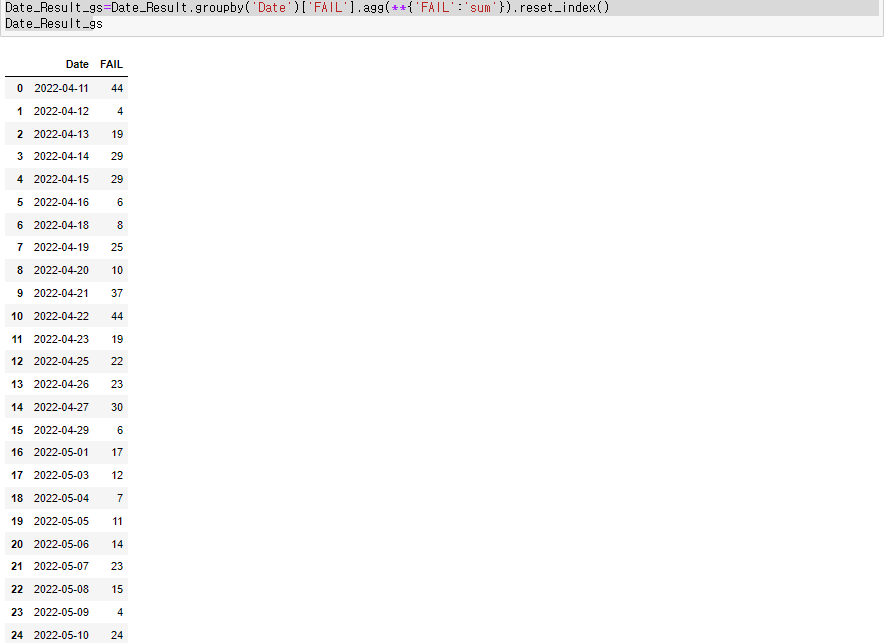 Date_Result_gs=Date_Result.groupby('Date')['FAIL'].agg(**{'FAIL':'sum'}).reset_index()
Date_Result_gs
Date FAIL
0 2022-04-11 44
1 2022-04-12 4
2 2022-04-13 19
3 2022-04-14 29
4 2022-04-15 29
5 2022-04-16 6
6 2022-04-18 8
7 2022-04-19 25
8 2022-04-20 10
9 2022-04-21 37
10 2022-04-22 44
11 2022-04-23 19
12 2022-04-25 22
13 2022-04-26 23
14 2022-04-27 30
15 2022-04-29 6
16 2022-05-01 17
17 2022-05-03 12
18 2022-05-04 7
19 2022-05-05 11
20 2022-05-06 14
21 2022-05-07 23
22 2022-05-08 15
23 2022-05-09 4
24 2022-05-10 24